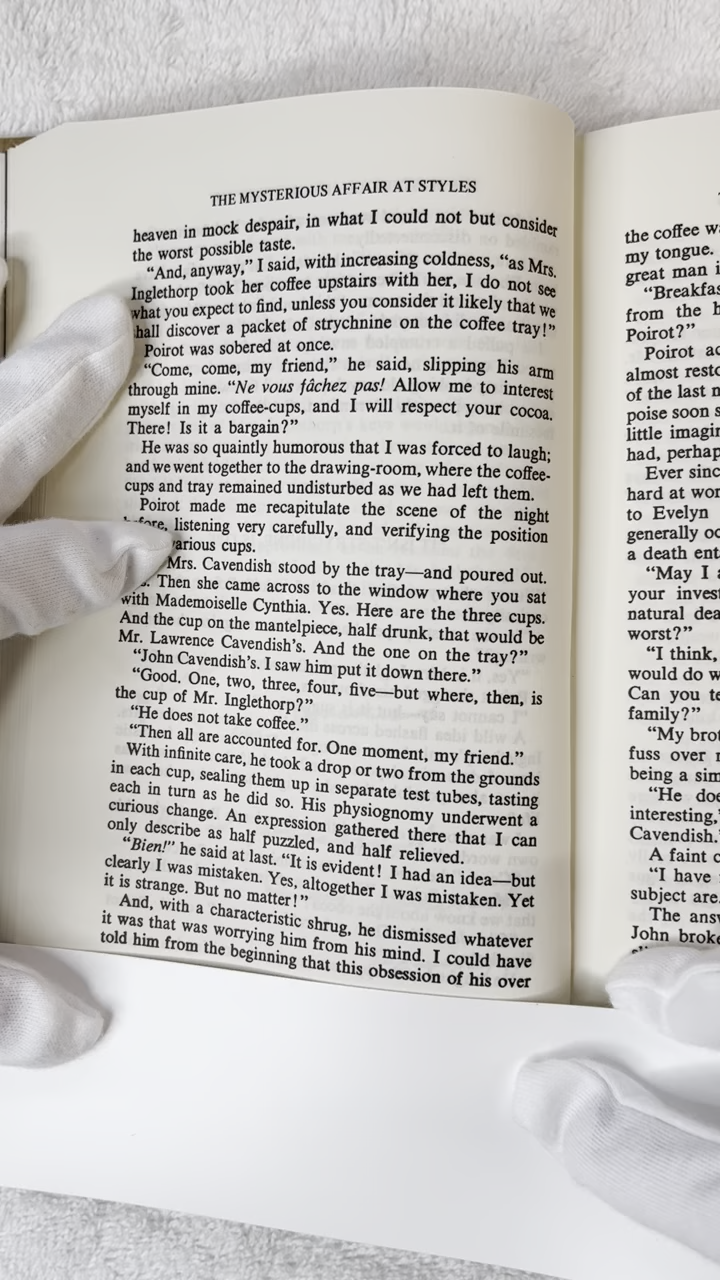 THE MYSTERIOUS AFFAIR AT STYLES
heaven in mock despair, in what I could not but consider
the worst possible taste.
“And, anyway,” I said, with increasing coldness, “as Mrs.
Inglethorp took her coffee upstairs with her, I do not see
what you expect to find, unless you consider it likely that we
hall discover a packet of strychnine on the coffee tray!”
Poirot was sobered at once.
“Come, come, my friend,” he said, slipping his arm
through mine. “Ne vous fâchez pas! Allow me to interest
myself in my coffee-cups, and I will respect your cocoa.
There! Is it a bargain?”
He was so quaintly humorous that I was forced to laugh;
and we went together to the drawing-room, where the coffee-
cups and tray remained undisturbed as we had left them.
Poirot made me recapitulate the scene of the night
listening very carefully, and verifying the position
various cups.
Mrs. Cavendish stood by the tray—and poured out.
Then she came across to the window where you sat
with Mademoiselle Cynthia. Yes. Here are the three cups.
And the cup on the mantelpiece, half drunk, that would be
Mr. Lawrence Cavendish’s. And the one on the tray?”
“John Cavendish’s. I saw him put it down there.”
“Good. One, two, three, four, five—but where, then, is
the cup of Mr. Inglethorp?”
“He does not take coffee.”
“Then all are accounted for. One moment, my friend.”
With infinite care, he took a drop or two from the grounds
in each cup, sealing them up in separate test tubes, tasting
each in turn as he did so. His physiognomy underwent a
curious change. An expression gathered there that I can
only describe as half puzzled, and half relieved.
“Bien!” he said at last. “It is evident! I had an idea—but
clearly I was mistaken. Yes, altogether I was mistaken. Yet
it is strange. But no matter!”
And, with a characteristic shrug, he dismissed whatever
it was that was worrying him from his mind. I could have
told him from the beginning that this obsession of his over
the coffee
my tongue.
great man
“Breakfas
from the
Poirot?”
Poirot
almost resto
of the last
poise soon
little imagin
had, perhap
Ever sinc
hard at wor
to Evelyn
generally oc
a death ent
“May I
your invest
natural dea
worst?”
“I think,
would do
Can you te
family?”
“My brot
fuss over
being a sim
“He doe
interesting,
Cavendish.
A faint
“I have
subject are
The answ
John broke